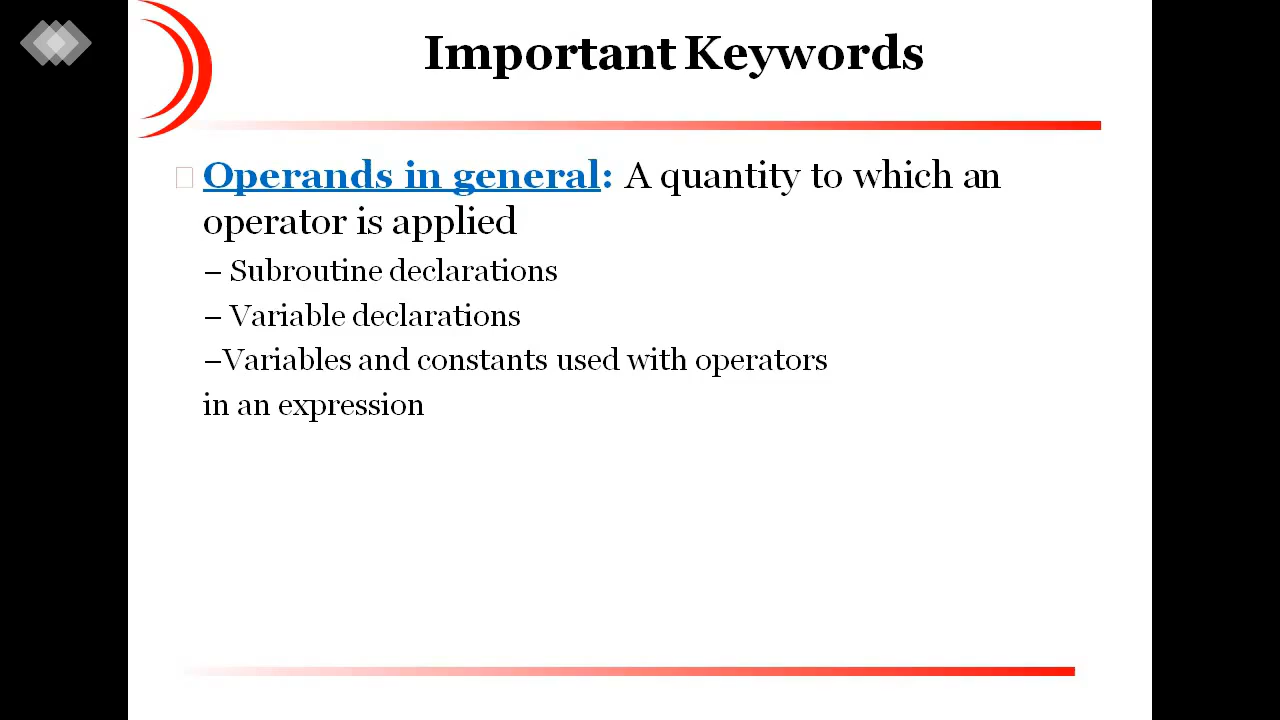 Important Keywords
Operands in general: A quantity to which an
operator is applied
– Subroutine declarations
– Variable declarations
–Variables and constants used with operators
in an expression